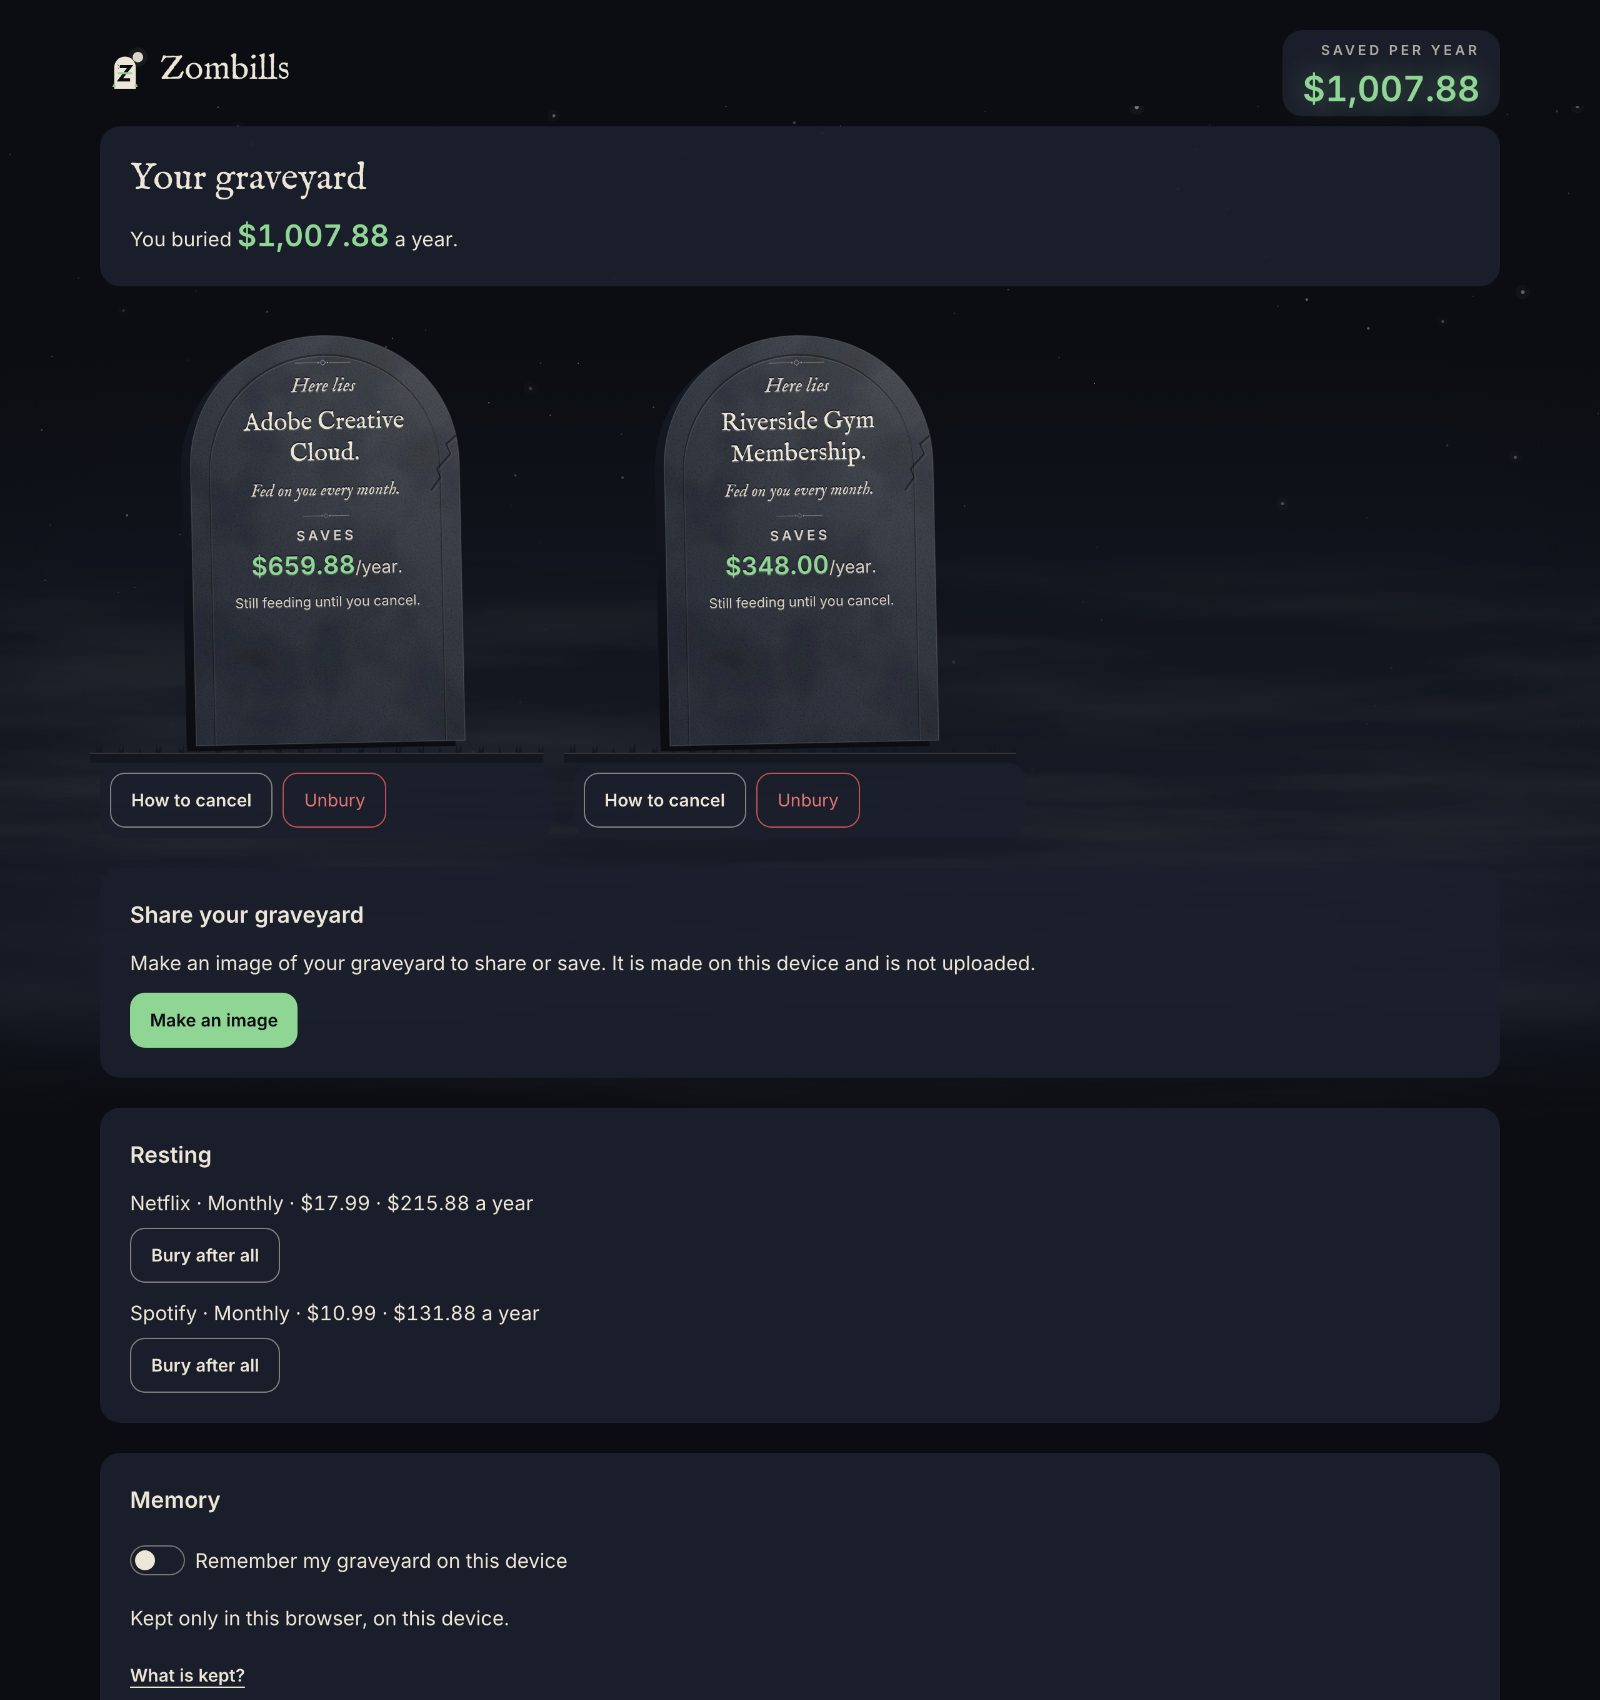 Zombills
SAVED PER YEAR
$1,007.88
Your graveyard
You buried $1,007.88 a year.
Here lies
Adobe Creative
Cloud.
Fed on you every month.
SAVES
$659.88/year.
Still feeding until you cancel.
How to cancel
Unbury
Here lies
Riverside Gym
Membership.
Fed on you every month.
SAVES
$348.00/year.
Still feeding until you cancel.
How to cancel
Unbury
Share your graveyard
Make an image of your graveyard to share or save. It is made on this device and is not uploaded.
Make an image
Resting
Netflix · Monthly · $17.99 · $215.88 a year
Bury after all
Spotify · Monthly · $10.99 · $131.88 a year
Bury after all
Memory
Remember my graveyard on this device
Kept only in this browser, on this device.
What is kept?